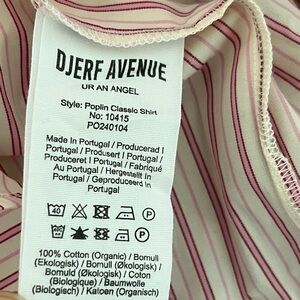 DJERF AVENUE
UR AN ANGEL
Style: Poplin Classic Shirt
No: 10415
PO240104
Made In Portugal / Producerad I
Portugal / Produsert I Portugal /
Produceret I Portugal / Fabriqué
Au Portugal / Hergestellt In
Portugal / Geproduceerd In
Portugal
40
P
P
100% Cotton (Organic) / Bomull
(Ekologisk) / Bomull (Økologisk) /
Bomuld (Økologisk) / Coton
(Biologique) / Baumwolle
(Biologisch) / Katoen (Organisch)